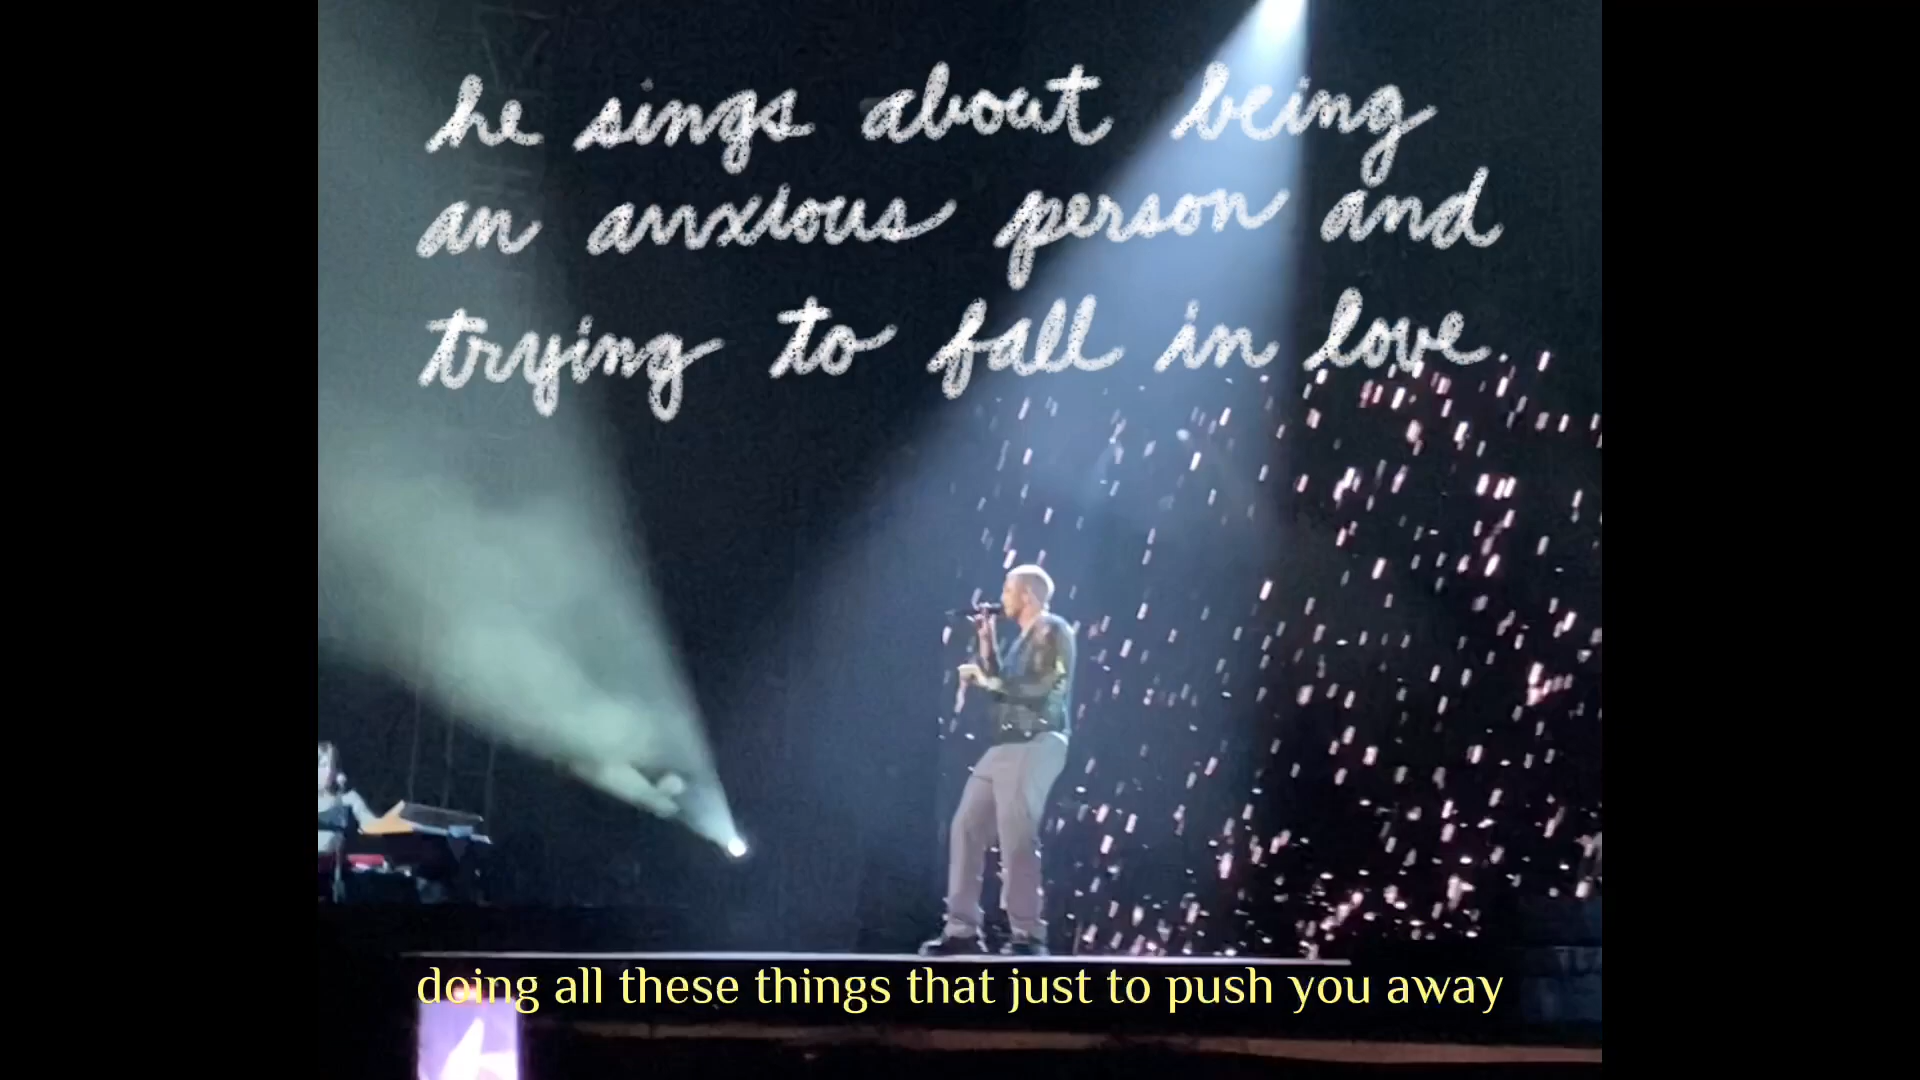 he sings about being
an anxious person and
trying to fall in love.
doing all these things that just to push you away